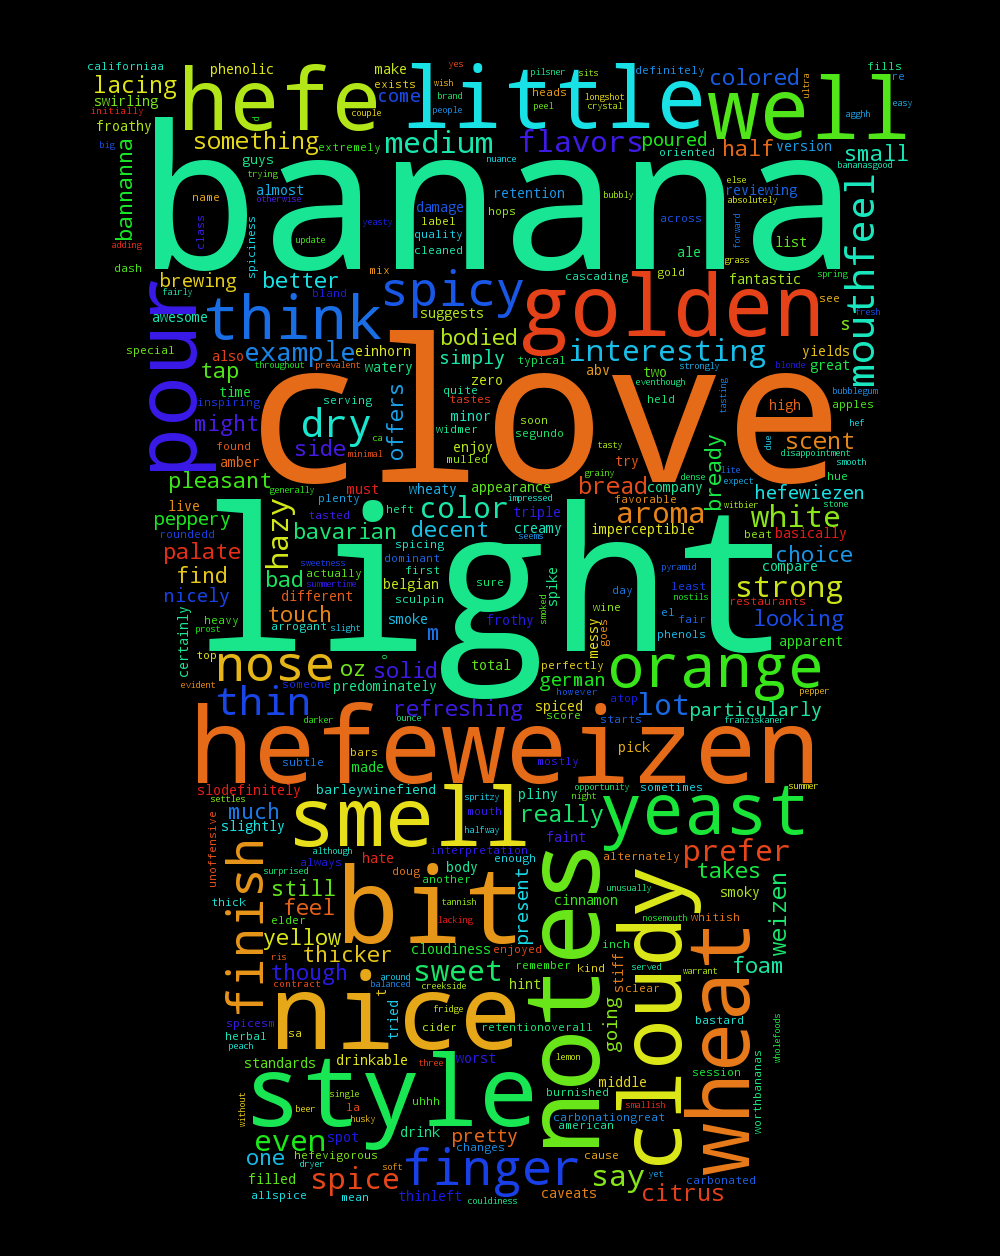 californiaa
phenolic
make
yes
pilsner
sits
definitely
fills
lacing
hefe
exists
come
wish
brand
people
little
heads
longshot
peel
crystal
colored
ultra
well
re
easy
swirling
initially
froathy
couple
d
agghh
big
something
extremely
medium
flavors
poured
oriented
half
version
small
bannanna
guys
trying
nuance
bananasgood
banana
almost
name
otherwise
class
spiciness
update
yeasty
damage
label
quality
cleaned
retention
hops
bubbly
else
reviewing
absolutely
across
forward
list
ale
grass
mouthfeel
adding
dash
brewing
better
mix
cascading
gold
fantastic
spring
fairly
bland
spicy
golden
see
fresh
awesome
pour
think
suggests
s
special
also
example
einhorn
bodied
simply
typical
interesting
strongly
blonde
yields
great
throughout
prevalent
watery
zero
abv
two
eventhough
tap
time
inspiring
offers
quite
tastes
held
tasting
bubblegum
apples
clove
high
hef
might
found
dry
serving
minor
widmer
soon
segundo
tasty
due
scent
side
ca
minimal
enjoy
mulled
try
grainy
lite
expect
disappointment
smooth
amber
pleasant
generally
plenty
must
wheaty
appearance
bread
company
dense
bready
hefewiezen
hue
live
tasted
heft
color
impressed
triple
favorable
aroma
witbier
stone
peppery
hazy
bavarian
decent
seems
creamy
imperceptible
white
beat
basically
roundedd
palate
spicing
dominant
first
choice
compare
light
find
bad
sweetness
actually
summertime
belgian
sure
spike
pyramid
least
nostils
strong
nicely
different
sculpin
smoked
wine
day
restaurants
certainly
heavy
prost
touch
arrogant
slight
smoke
m
frothy
messy
goes
el
fair
phenols
looking
apparent
top
nose
o
oz
solid
total
perfectly
orange
evident
someone
predominately
german
however
pepper
thin
refreshing
spiced
atop
lot
particularly
darker
ounce
score
starts
franziskaner
hefeweizen
bars
pick
subtle
made
mostly
slodefinitely
barleywinefiend
pliny
opportunity
sometimes
summer
settles
much
smell
spritzy
mouth
night
yeast
slightly
halfway
really
faint
unoffensive
finish
although
always
hate
interpretation
enough
alternately
prefer
surprised
bit
doug
body
another
notes
unusually
takes
thick
still
feel
tannish
present
cinnamon
cloudy
smoky
weizen
elder
lacking
nosemouth
whitish
yellow
thicker
cloudiness
enjoyed
inch
wheat
ris
though
contract
around
balanced
sweet
remember
kind
stiff
served
warrant
foam
t
creekside
hint
clear
nice
fridge
bastard
spicesm
herbal
peach
sa
tried
cider
retentionoverall
going
session
wholefoods
worthbananas
standards
drinkable
three
worst
lemon
middle
style
without
single
beer
la
husky
uhhh
burnished
smallish
carbonationgreat
american
even
spot
drink
pretty
one
hefevigorous
dryer
changes
cause
yet
filled
spice
soft
finger
say
carbonated
allspice
mean
thinleft
couldiness
caveats
citrus